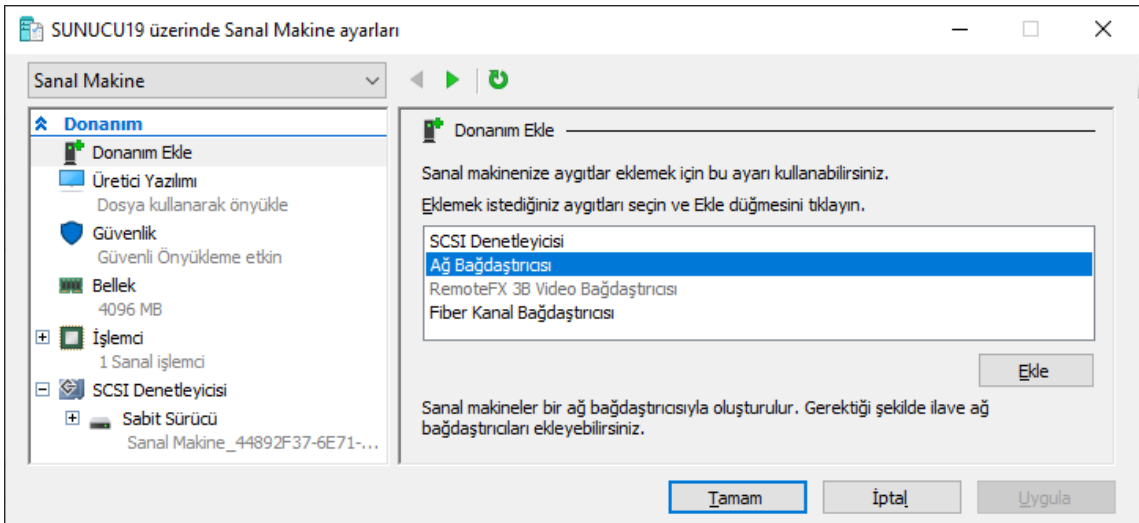 SUNUCU19 üzerinde Sanal Makine ayarları
Sanal Makine
Donanım
Donanım Ekle
Üretici Yazılımı
Dosya kullanarak önyükle
Güvenlik
Güvenli Önyükleme etkin
Bellek
4096 MB
İşlemci
1 Sanal işlemci
SCSI Denetleyicisi
Sabit Sürücü
Sanal Makine_44892F37-6E71-...
Donanım Ekle
Sanal makinenize aygıtlar eklemek için bu ayarı kullanabilirsiniz.
Eklemek istediğiniz aygıtları seçin ve Ekle düğmesini tıklayın.
SCSI Denetleyicisi
Ağ Bağdaştırıcısı
RemoteFX 3B Video Bağdaştırıcısı
Fiber Kanal Bağdaştırıcısı
Ekle
Sanal makineler bir ağ bağdaştırıcısıyla oluşturulur. Gerektiği şekilde ilave ağ
bağdaştırıcıları ekleyebilirsiniz.
Tamam
İptal
Uygula